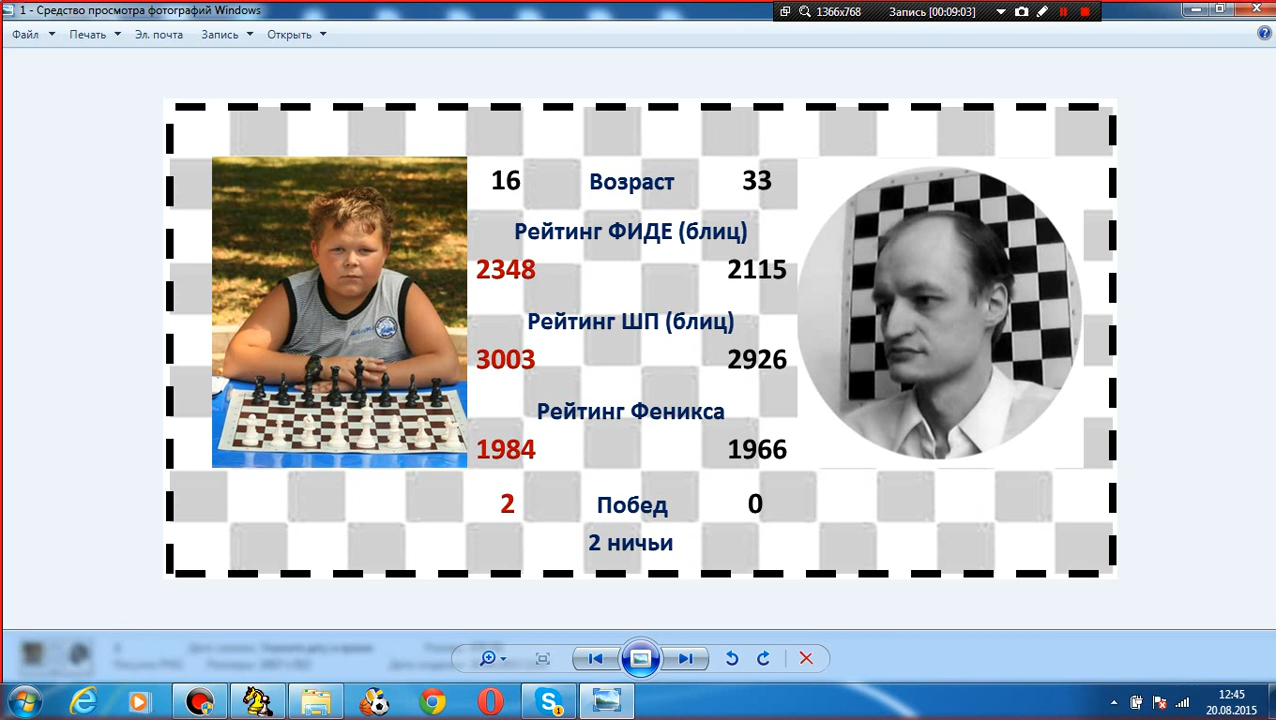 1 - Средство просмотра фотографий Windows
1366x768 Запись [00:09:03]
Файл Печать Эл. почта Запись Открыть
16 Возраст 33
Рейтинг ФИДЕ (блиц)
2348 2115
Рейтинг ШП (блиц)
3003 2926
Рейтинг Феникса
1984 1966
2 Побед 0
2 ничьи
12:45
20.08.2015